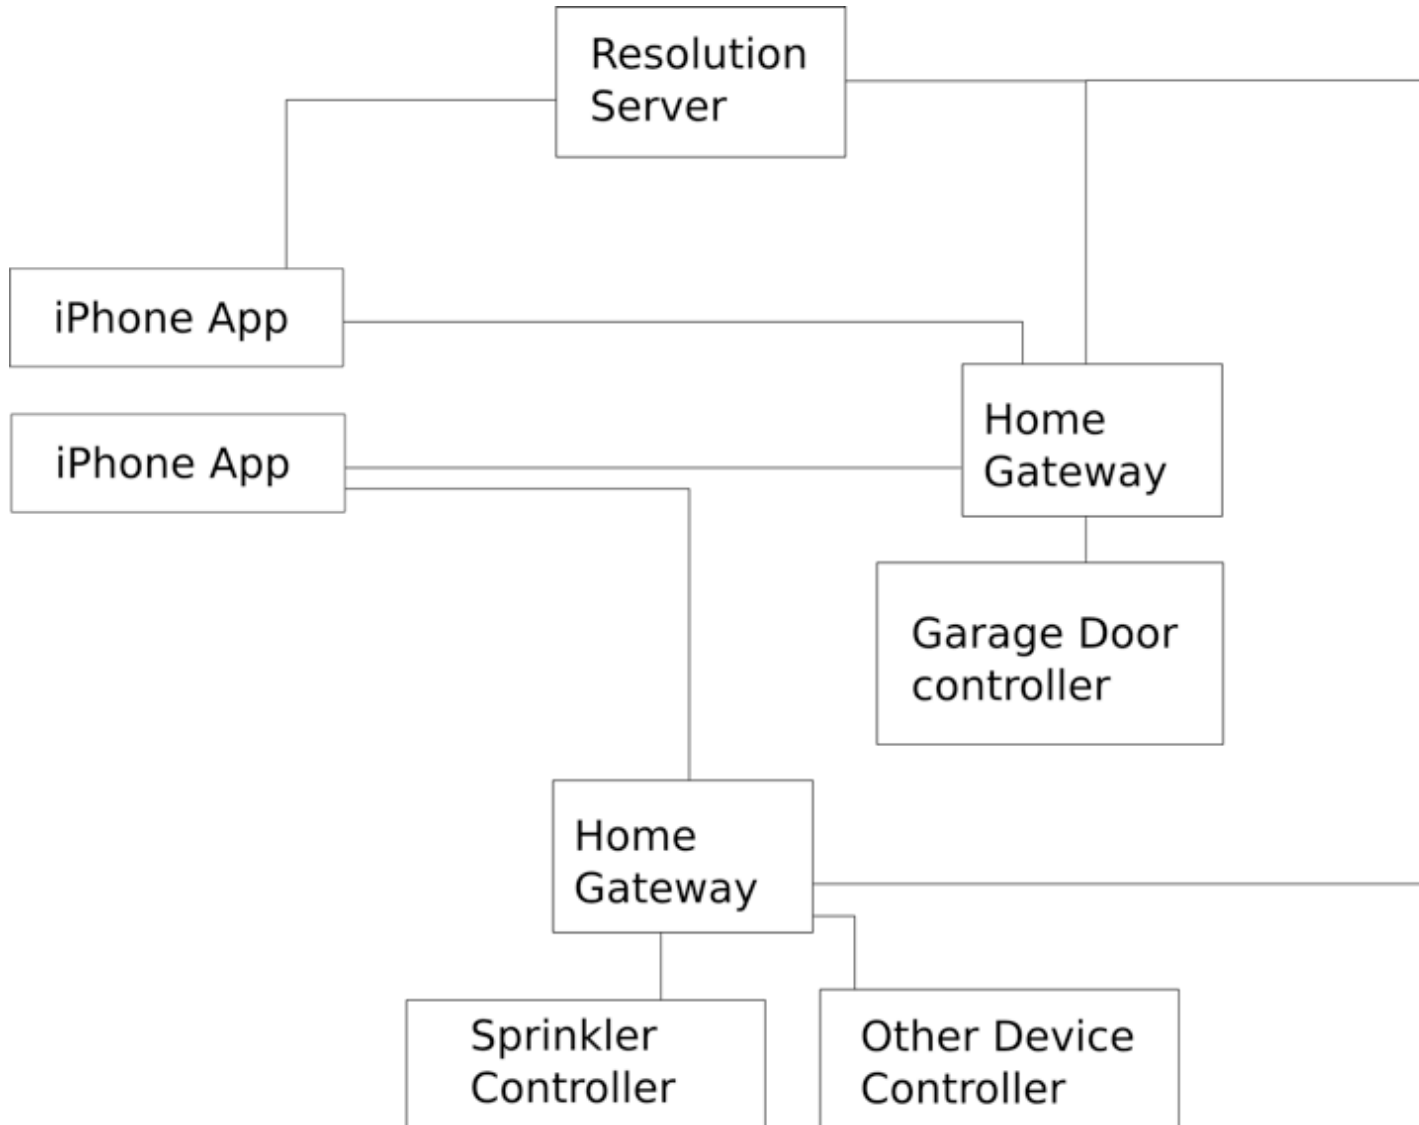 Resolution
Server
iPhone App
iPhone App
Home
Gateway
Garage Door
controller
Home
Gateway
Sprinkler
Controller
Other Device
Controller